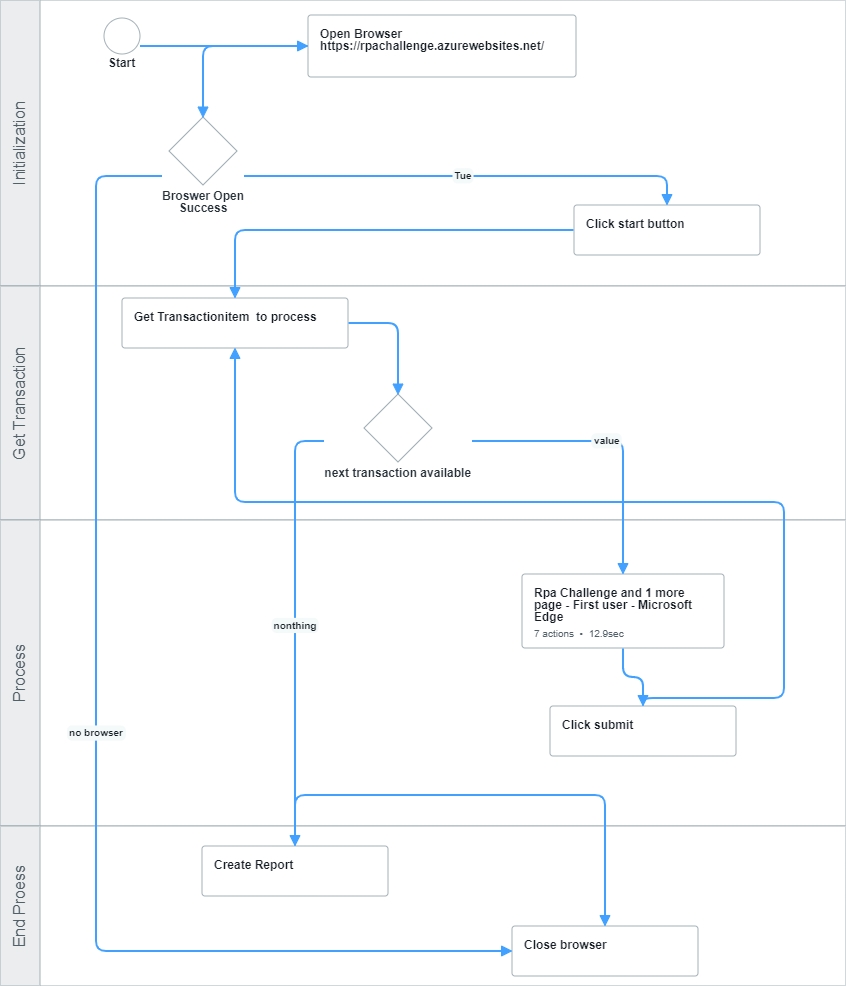 Initialization
Start
Open Browser
https://rpachallenge.azurewebsites.net/
Broswer Open
Success
Tue
Click start button
Get Transaction
Get Transactionitem  to process
next transaction available
value
Process
nonthing
Rpa Challenge and 1 more
page - First user - Microsoft
Edge
7 actions • 12.9sec
Click submit
no browser
End Proess
Create Report
Close browser